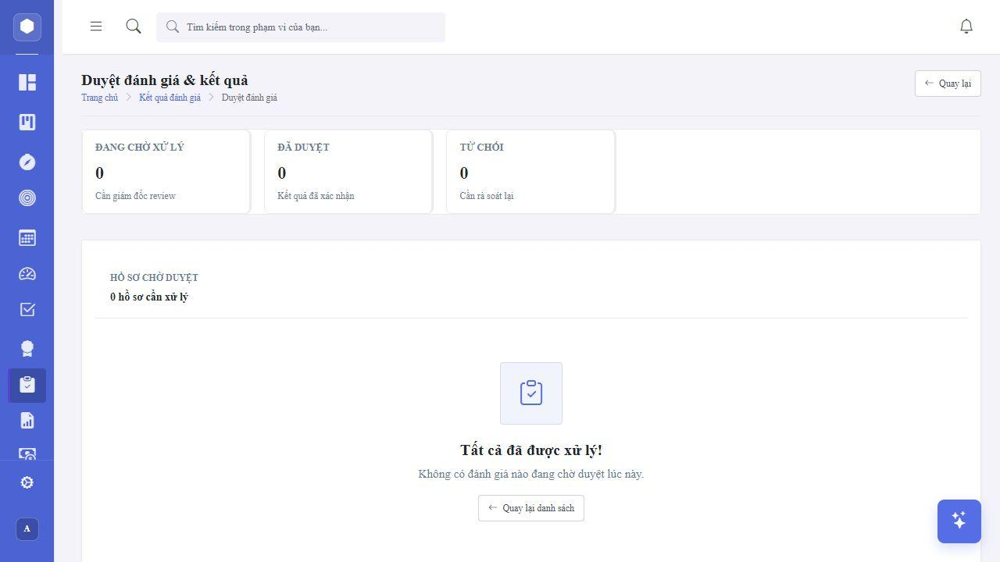 Tìm kiếm trong phạm vi của bạn...
Duyệt đánh giá & kết quả
Trang chủ
Kết quả đánh giá
Duyệt đánh giá
Quay lại
ĐANG CHỜ XỬ LÝ
0
Cần giám đốc review
ĐÃ DUYỆT
0
Kết quả đã xác nhận
TỪ CHỐI
0
Cần rà soát lại
HỒ SƠ CHỜ DUYỆT
0 hồ sơ cần xử lý
Tất cả đã được xử lý!
Không có đánh giá nào đang chờ duyệt lúc này.
Quay lại danh sách
A